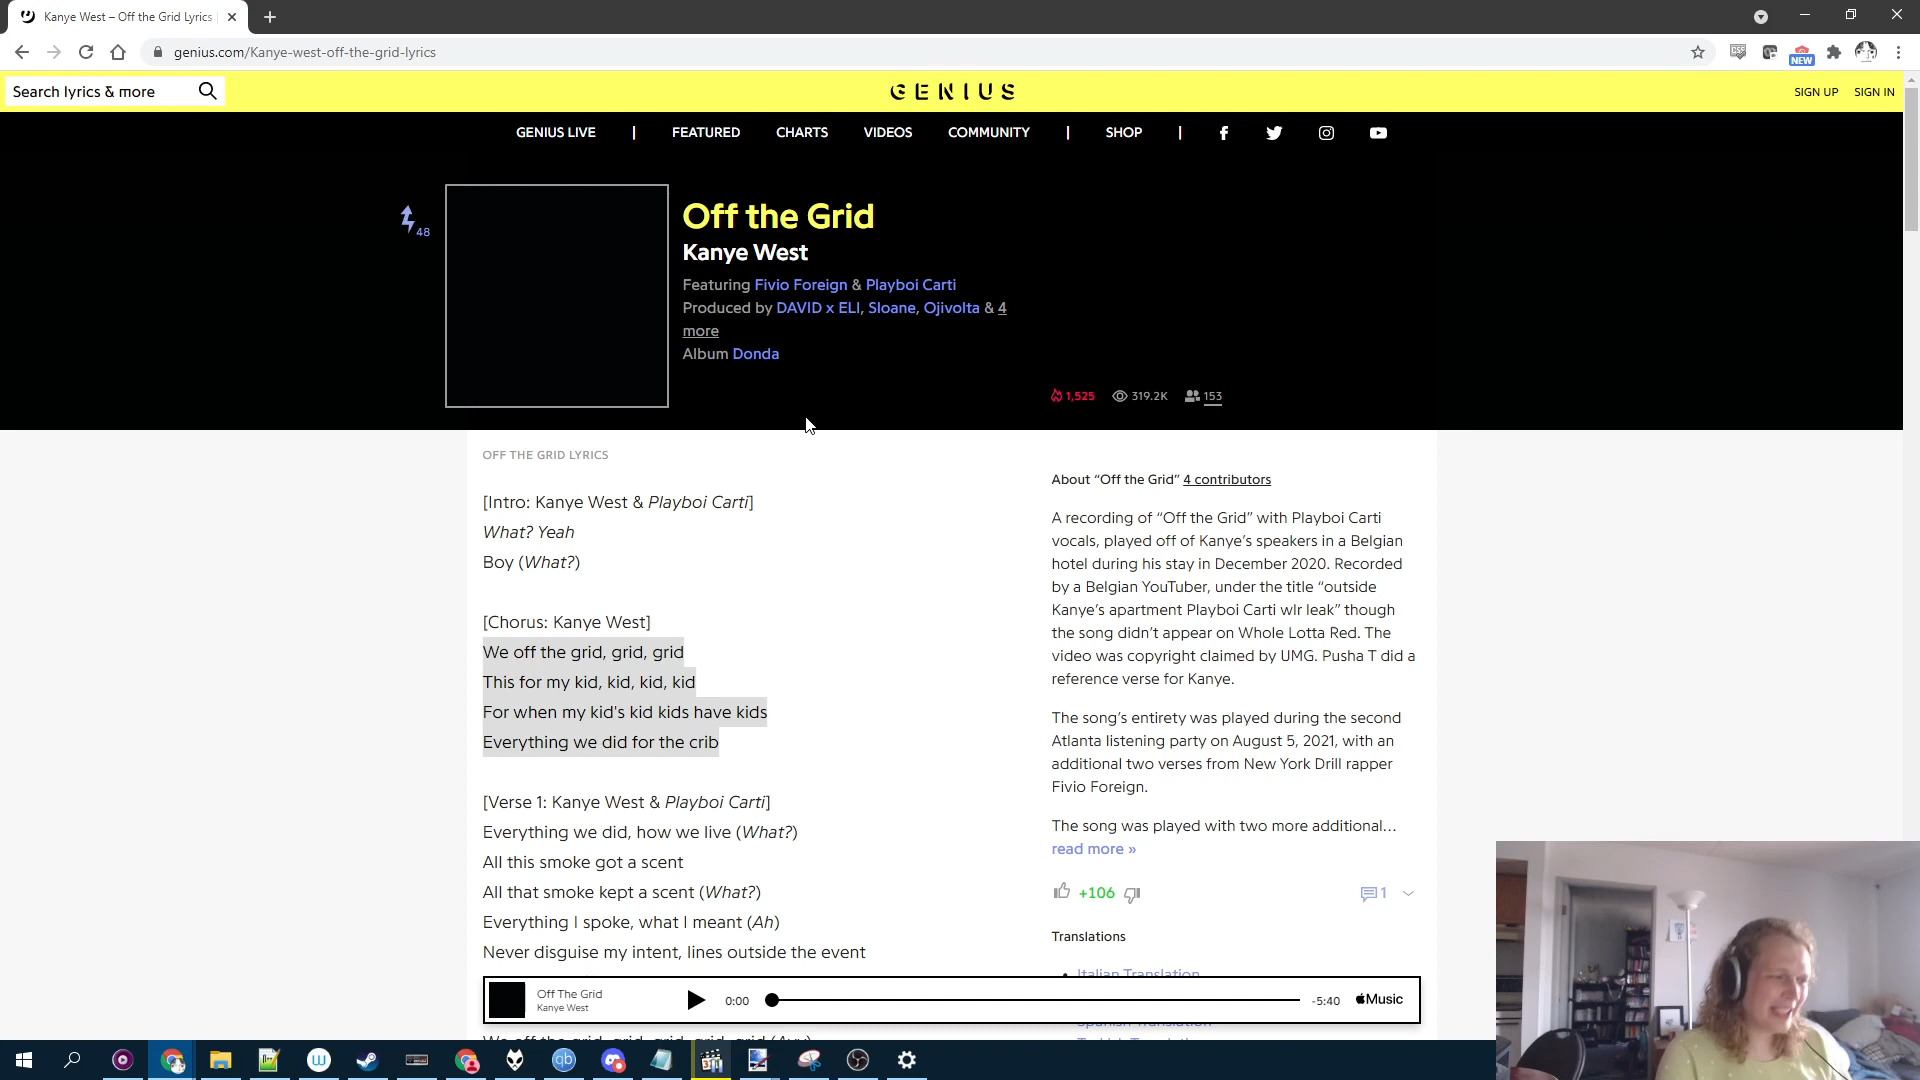 Kanye West – Off the Grid Lyrics
genius.com/Kanye-west-off-the-grid-lyrics
NEW
Search lyrics & more
GENIUS
SIGN UP
SIGN IN
GENIUS LIVE | FEATURED CHARTS VIDEOS COMMUNITY | SHOP |
48
Off the Grid
Kanye West
Featuring Fivio Foreign & Playboi Carti
Produced by DAVID x ELI, Sloane, Ojivolta & 4
more
Album Donda
1,525 319.2K 153
OFF THE GRID LYRICS
[Intro: Kanye West & Playboi Carti]
What? Yeah
Boy (What?)
[Chorus: Kanye West]
We off the grid, grid, grid
This for my kid, kid, kid, kid
For when my kid's kid kids have kids
Everything we did for the crib
[Verse 1: Kanye West & Playboi Carti]
Everything we did, how we live (What?)
All this smoke got a scent
All that smoke kept a scent (What?)
Everything I spoke, what I meant (Ah)
Never disguise my intent, lines outside the event
About “Off the Grid” 4 contributors
A recording of “Off the Grid” with Playboi Carti
vocals, played off of Kanye’s speakers in a Belgian
hotel during his stay in December 2020. Recorded
by a Belgian YouTuber, under the title “outside
Kanye’s apartment Playboi Carti wlr leak” though
the song didn’t appear on Whole Lotta Red. The
video was copyright claimed by UMG. Pusha T did a
reference verse for Kanye.
The song’s entirety was played during the second
Atlanta listening party on August 5, 2021, with an
additional two verses from New York Drill rapper
Fivio Foreign.
The song was played with two more additional...
read more »
+106
1
Translations
Italian Translation
Off The Grid
Kanye West
0:00
-5:40
Music
Spanish Translation
We off the grid, grid, grid, grid, grid, grid (Ayy)